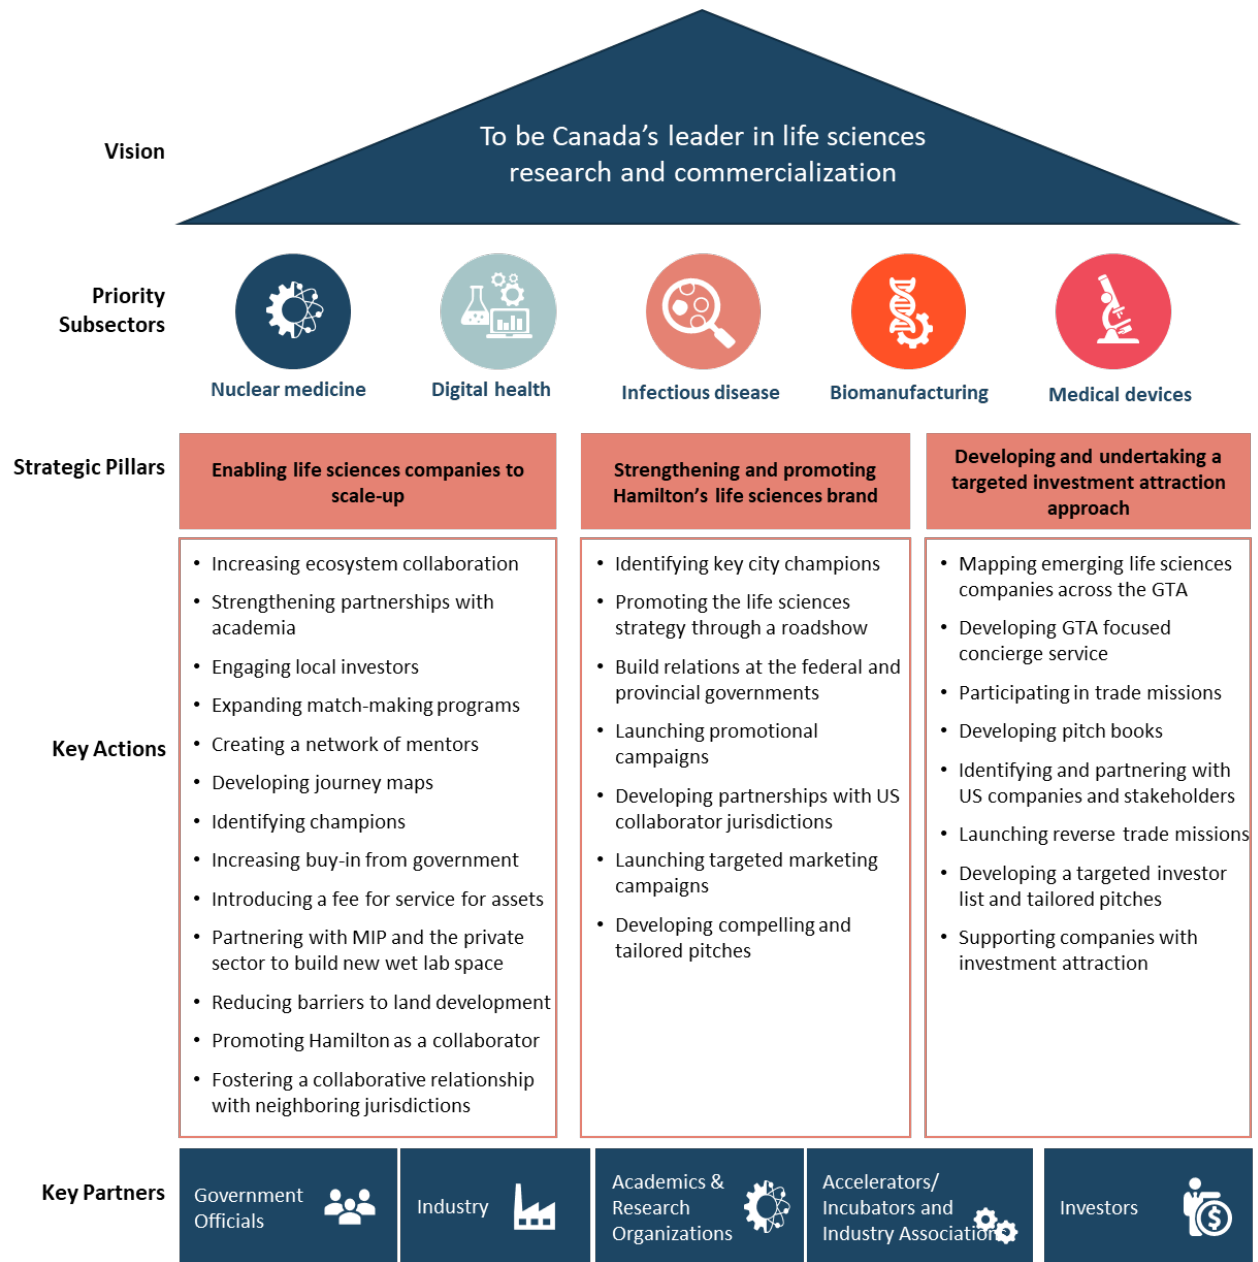 To be Canada's leader in life sciences
research and commercialization
Vision
Priority
Subsectors
Nuclear medicine
Digital health
Infectious disease
Biomanufacturing
Medical devices
Strategic Pillars
Enabling life sciences companies to
scale-up
Strengthening and promoting
Hamilton's life sciences brand
Developing and undertaking a
targeted investment attraction
approach
Key Actions
• Increasing ecosystem collaboration
• Strengthening partnerships with
academia
• Engaging local investors
• Expanding match-making programs
• Creating a network of mentors
• Developing journey maps
• Identifying champions
• Increasing buy-in from government
• Introducing a fee for service for assets
• Partnering with MIP and the private
sector to build new wet lab space
• Reducing barriers to land development
• Promoting Hamilton as a collaborator
• Fostering a collaborative relationship
with neighboring jurisdictions
• Identifying key city champions
• Promoting the life sciences
strategy through a roadshow
• Build relations at the federal and
provincial governments
• Launching promotional
campaigns
• Developing partnerships with US
collaborator jurisdictions
• Launching targeted marketing
campaigns
• Developing compelling and
tailored pitches
• Mapping emerging life sciences
companies across the GTA
• Developing GTA focused
concierge service
• Participating in trade missions
• Developing pitch books
• Identifying and partnering with
US companies and stakeholders
• Launching reverse trade missions
• Developing a targeted investor
list and tailored pitches
• Supporting companies with
investment attraction
Key Partners
Government
Officials
Industry
Academics &
Research
Organizations
Accelerators/
Incubators and
Industry Associations
Investors
$